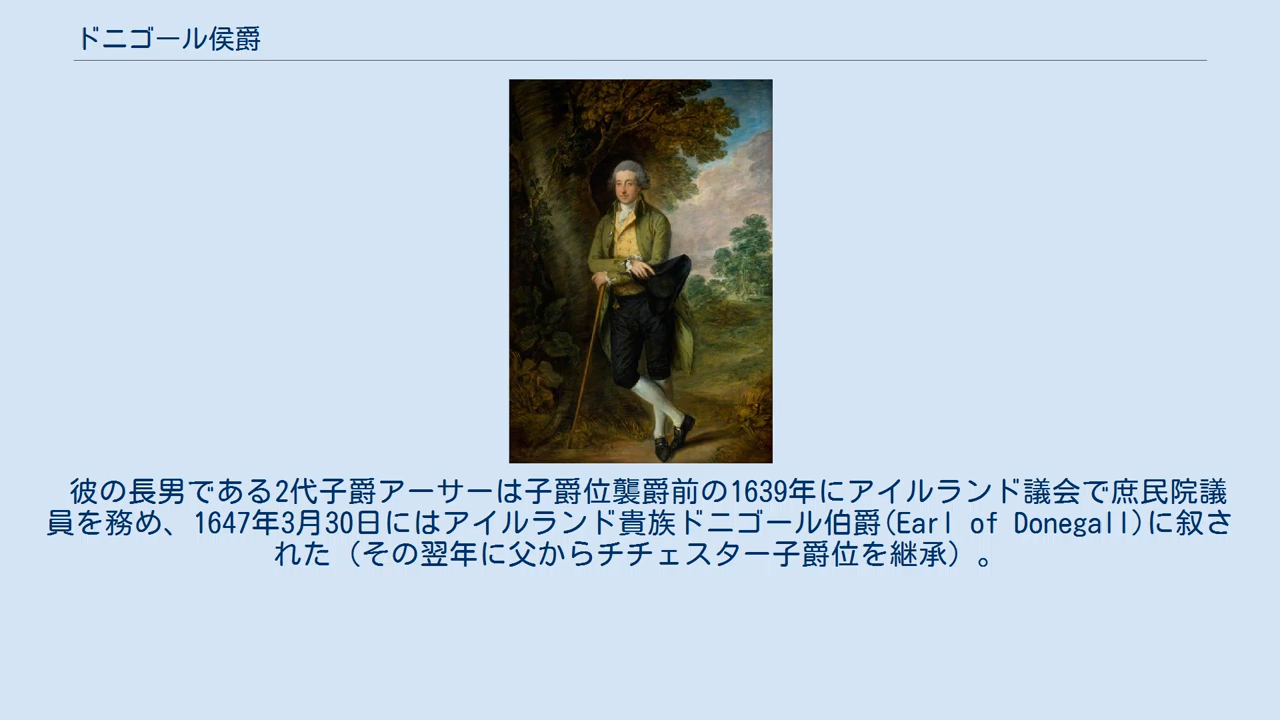 ドニゴール侯爵
彼の長男である2代子爵アーサーは子爵位襲爵前の1639年にアイルランド議会で庶民院議
員を務め、1647年3月30日にはアイルランド貴族ドニゴール伯爵(Earl of Donegall)に叙さ
れた（その翌年に父からチチェスター子爵位を継承）。